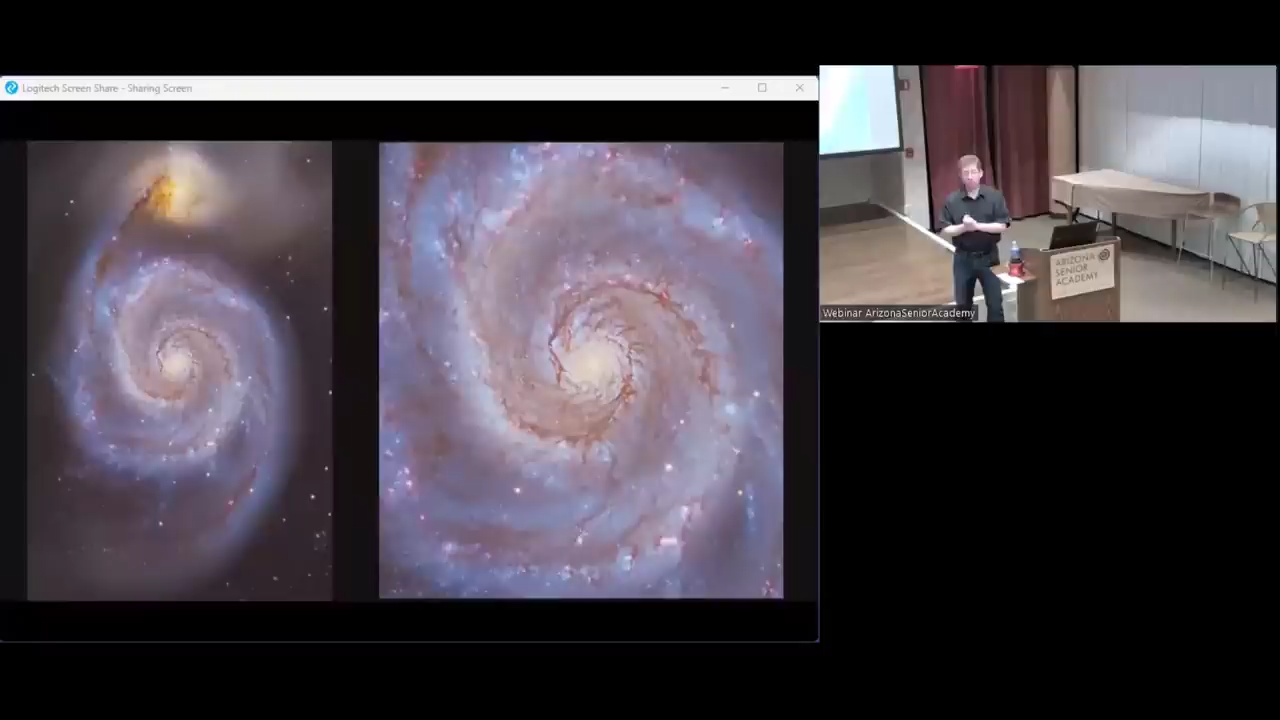 Logitech Screen Share - Sharing Screen
ARIZONA
SENIOR
ACADEMY
Webinar ArizonaSeniorAcademy